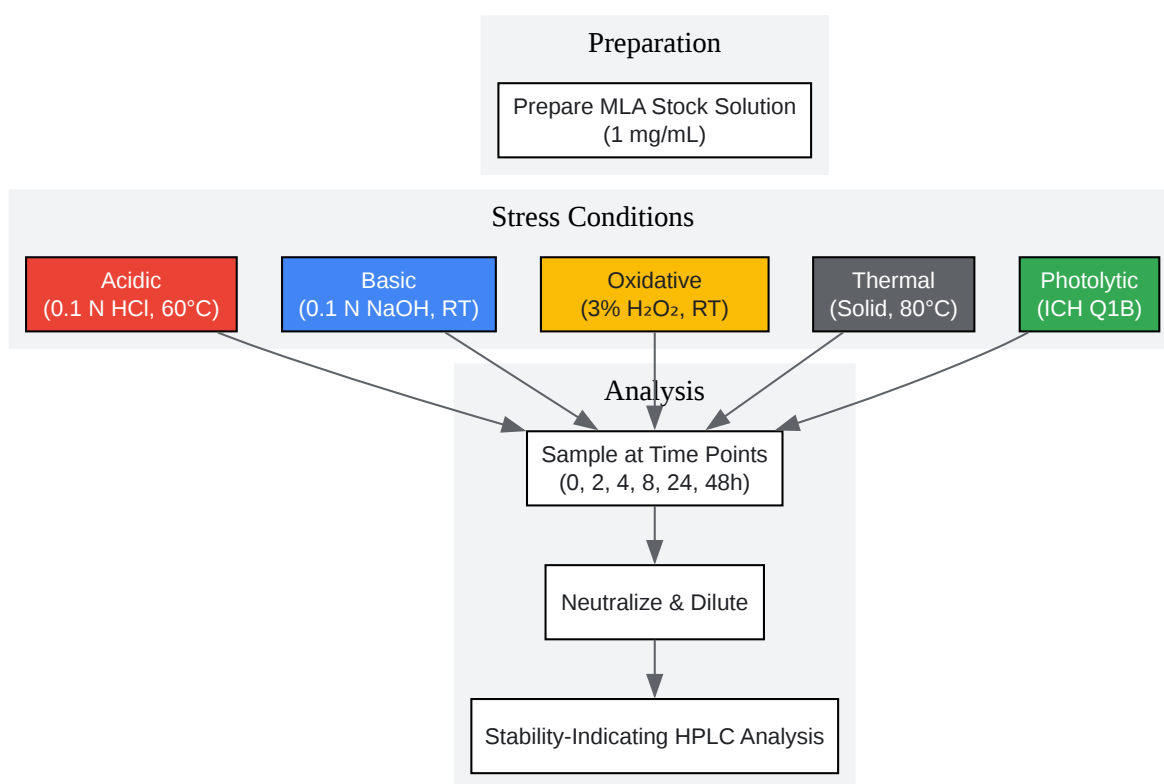 Preparation
Prepare MLA Stock Solution
(1 mg/mL)
Stress Conditions
Acidic
(0.1 N HCl, 60°C)
Basic
(0.1 N NaOH, RT)
Oxidative
(3% H₂O₂, RT)
Thermal
(Solid, 80°C)
Photolytic
(ICH Q1B)
Analysis
Sample at Time Points
(0, 2, 4, 8, 24, 48h)
Neutralize & Dilute
Stability-Indicating HPLC Analysis